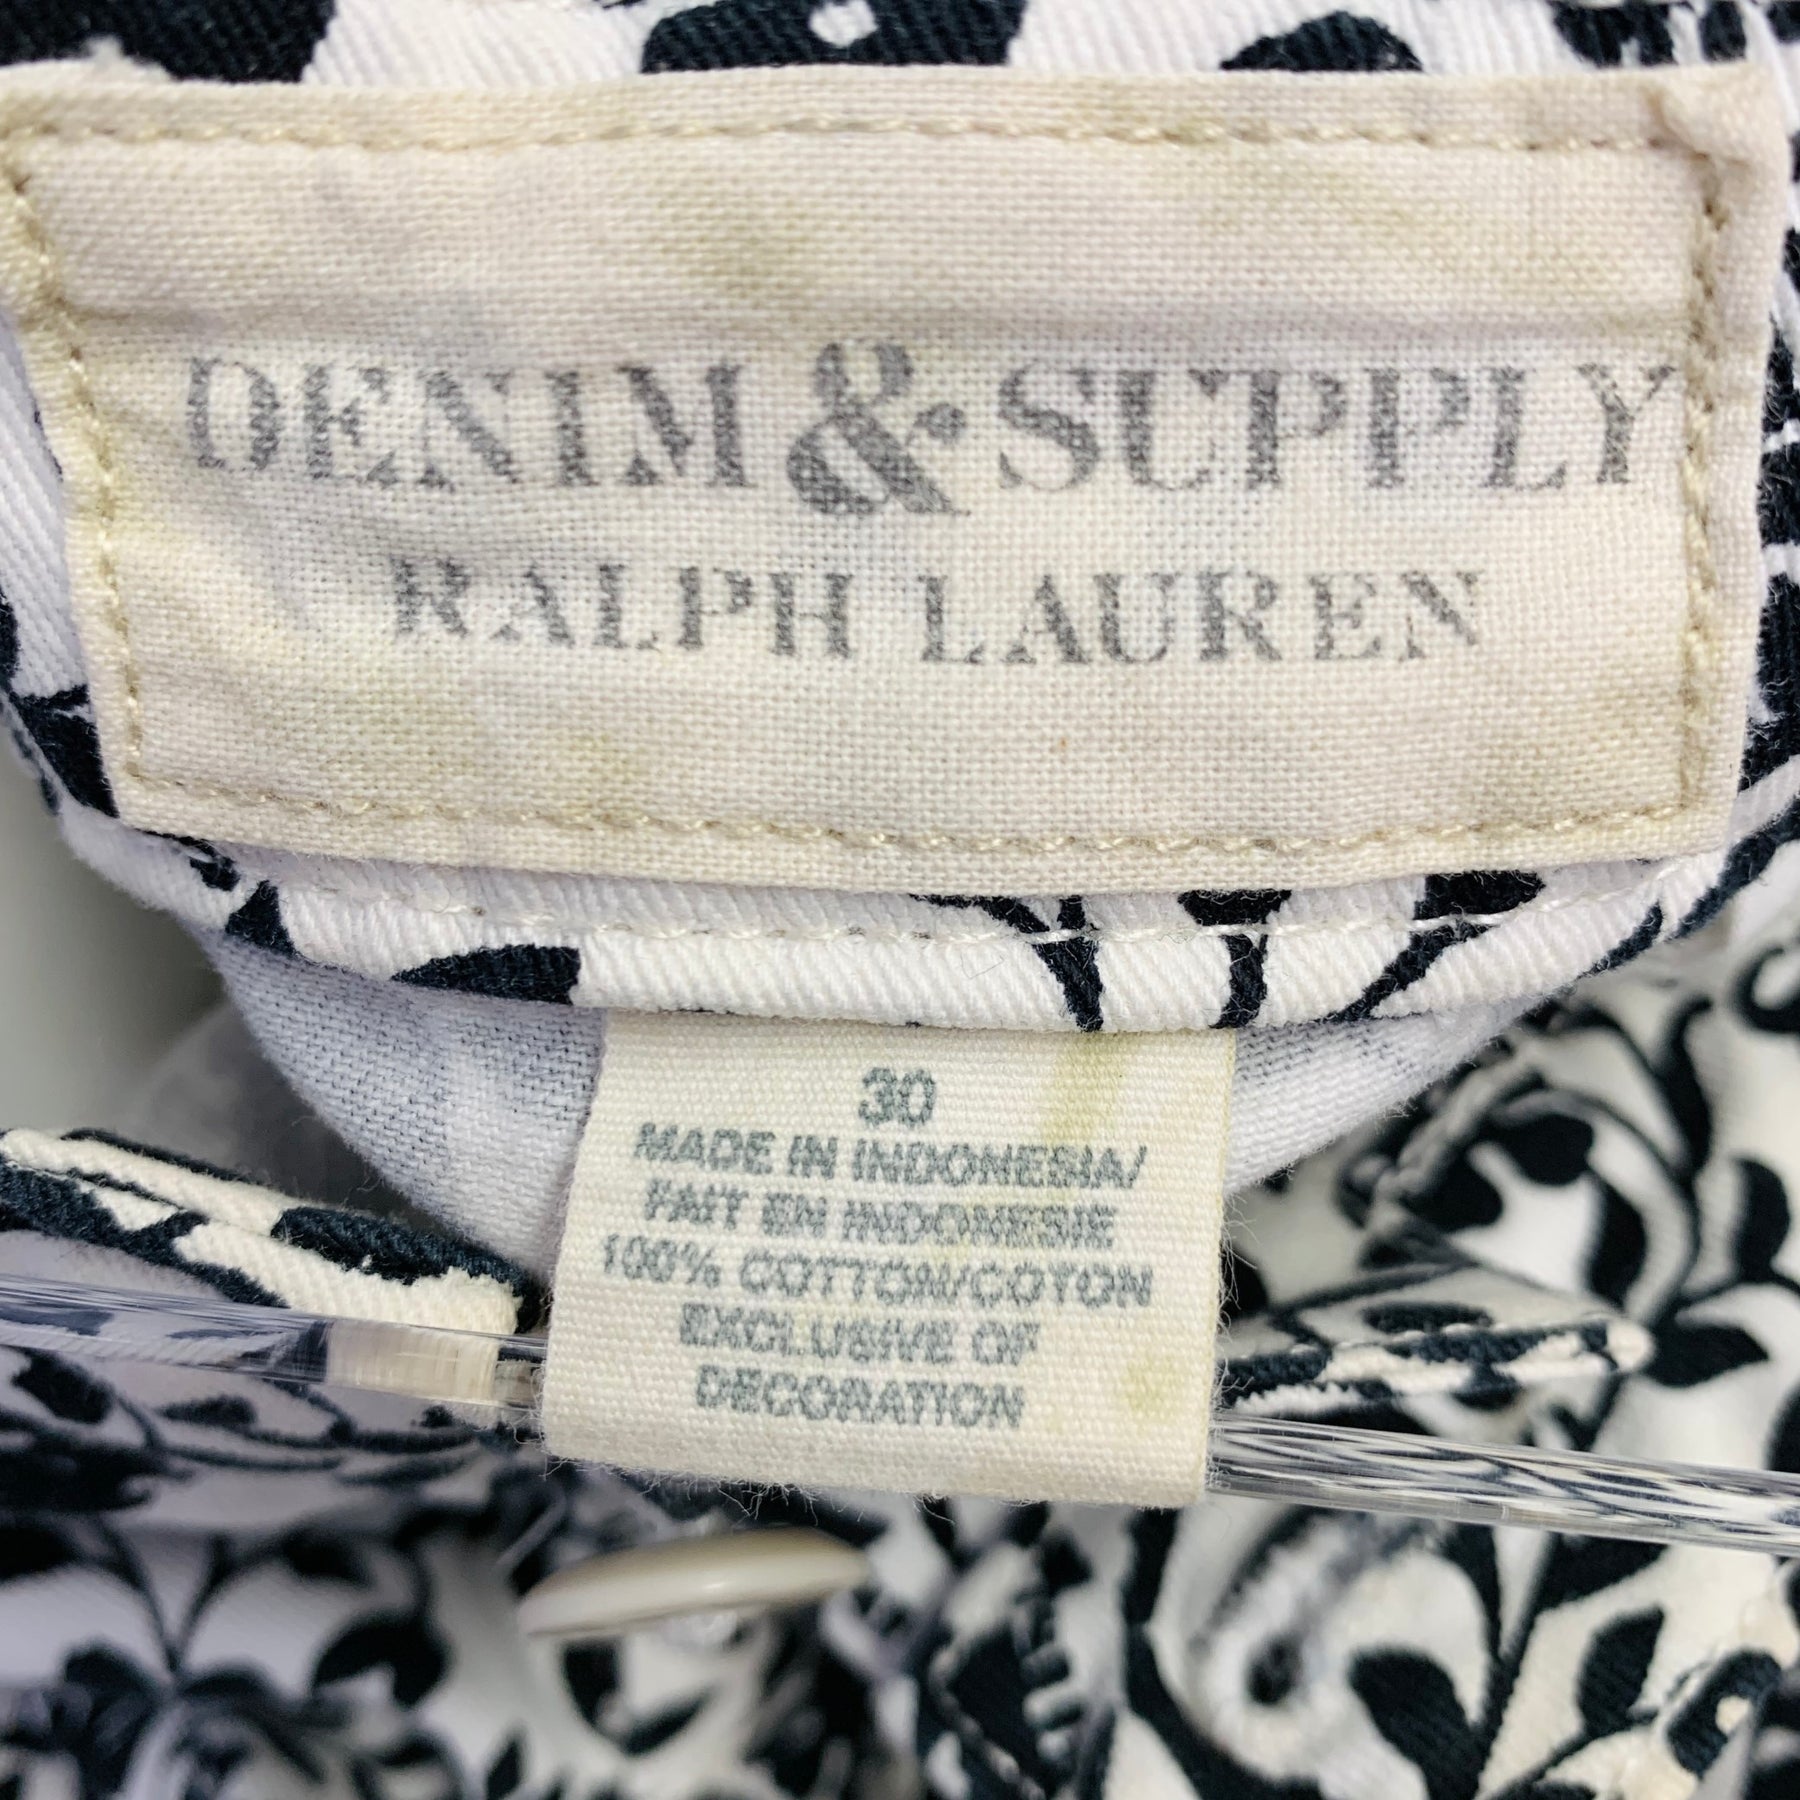 DENIM & SUPPLY
RALPH LAUREN
30
MADE IN INDONESIA/
FAIT EN INDONESIE
100% COTTON/COTON
EXCLUSIVE OF
DECORATION